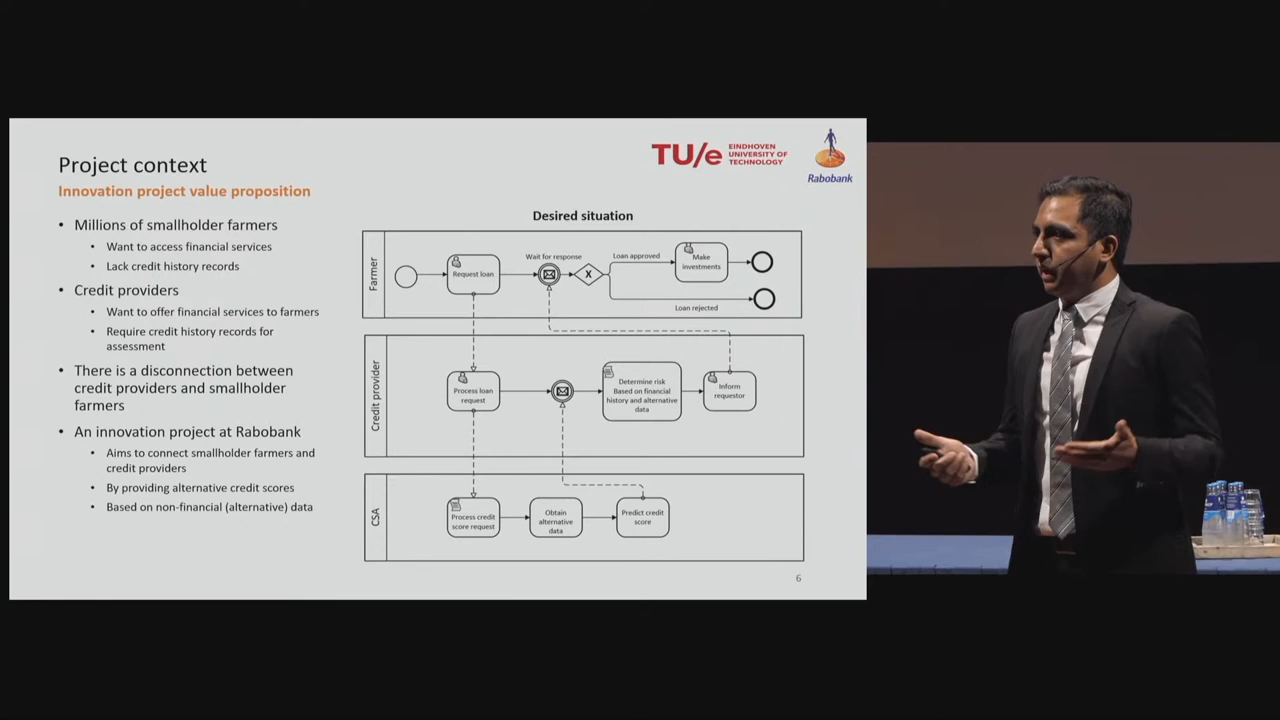 Project context
Innovation project value proposition
TU/e EINDHOVEN
UNIVERSITY OF
TECHNOLOGY
Rabobank
• Millions of smallholder farmers
• Want to access financial services
• Lack credit history records
• Credit providers
• Want to offer financial services to farmers
• Require credit history records for
assessment
• There is a disconnection between
credit providers and smallholder
farmers
• An innovation project at Rabobank
• Aims to connect smallholder farmers and
credit providers
• By providing alternative credit scores
• Based on non-financial (alternative) data
Desired situation
Farmer
Request loan
Wait for response
X
Loan approved
Make
investments
Loan rejected
Credit provider
Process loan
request
Determine risk
Based on financial
history and alternative
data
Inform
requestor
CSA
Process credit
score request
Obtain
alternative
data
Predict credit
score
6